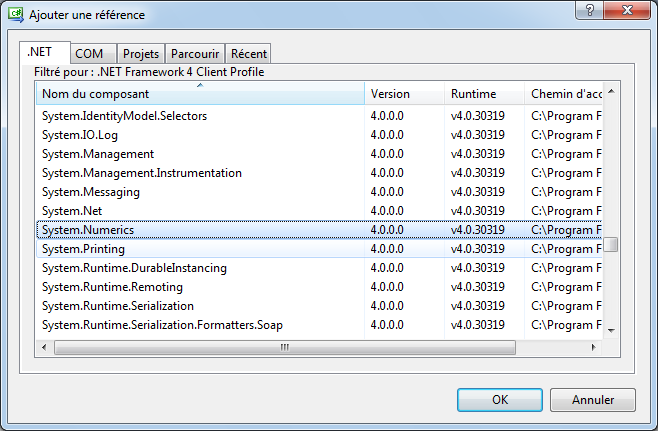 Ajouter une référence
.NET COM Projets Parcourir Récent
Filtré pour : .NET Framework 4 Client Profile
Nom du composant Version Runtime Chemin d'acc
System.IdentityModel.Selectors 4.0.0.0 v4.0.30319 C:\Program F
System.IO.Log 4.0.0.0 v4.0.30319 C:\Program F
System.Management 4.0.0.0 v4.0.30319 C:\Program F
System.Management.Instrumentation 4.0.0.0 v4.0.30319 C:\Program F
System.Messaging 4.0.0.0 v4.0.30319 C:\Program F
System.Net 4.0.0.0 v4.0.30319 C:\Program F
System.Numerics 4.0.0.0 v4.0.30319 C:\Program F
System.Printing 4.0.0.0 v4.0.30319 C:\Program F
System.Runtime.DurableInstancing 4.0.0.0 v4.0.30319 C:\Program F
System.Runtime.Remoting 4.0.0.0 v4.0.30319 C:\Program F
System.Runtime.Serialization 4.0.0.0 v4.0.30319 C:\Program F
System.Runtime.Serialization.Formatters.Soap 4.0.0.0 v4.0.30319 C:\Program F
OK Annuler